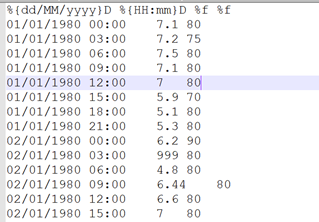 %{dd/MM/yyyy}D %{HH:mm}D %f %f
01/01/1980 00:00    7.1 80
01/01/1980 03:00    7.2 75
01/01/1980 06:00    7.5 80
01/01/1980 09:00    7.1 80
01/01/1980 12:00    7   80
01/01/1980 15:00    5.9 70
01/01/1980 18:00    5.1 80
01/01/1980 21:00    5.3 80
02/01/1980 00:00    6.2 90
02/01/1980 03:00    999 80
02/01/1980 06:00    4.8 80
02/01/1980 09:00    6.44    80
02/01/1980 12:00    6.6 80
02/01/1980 15:00    7   80